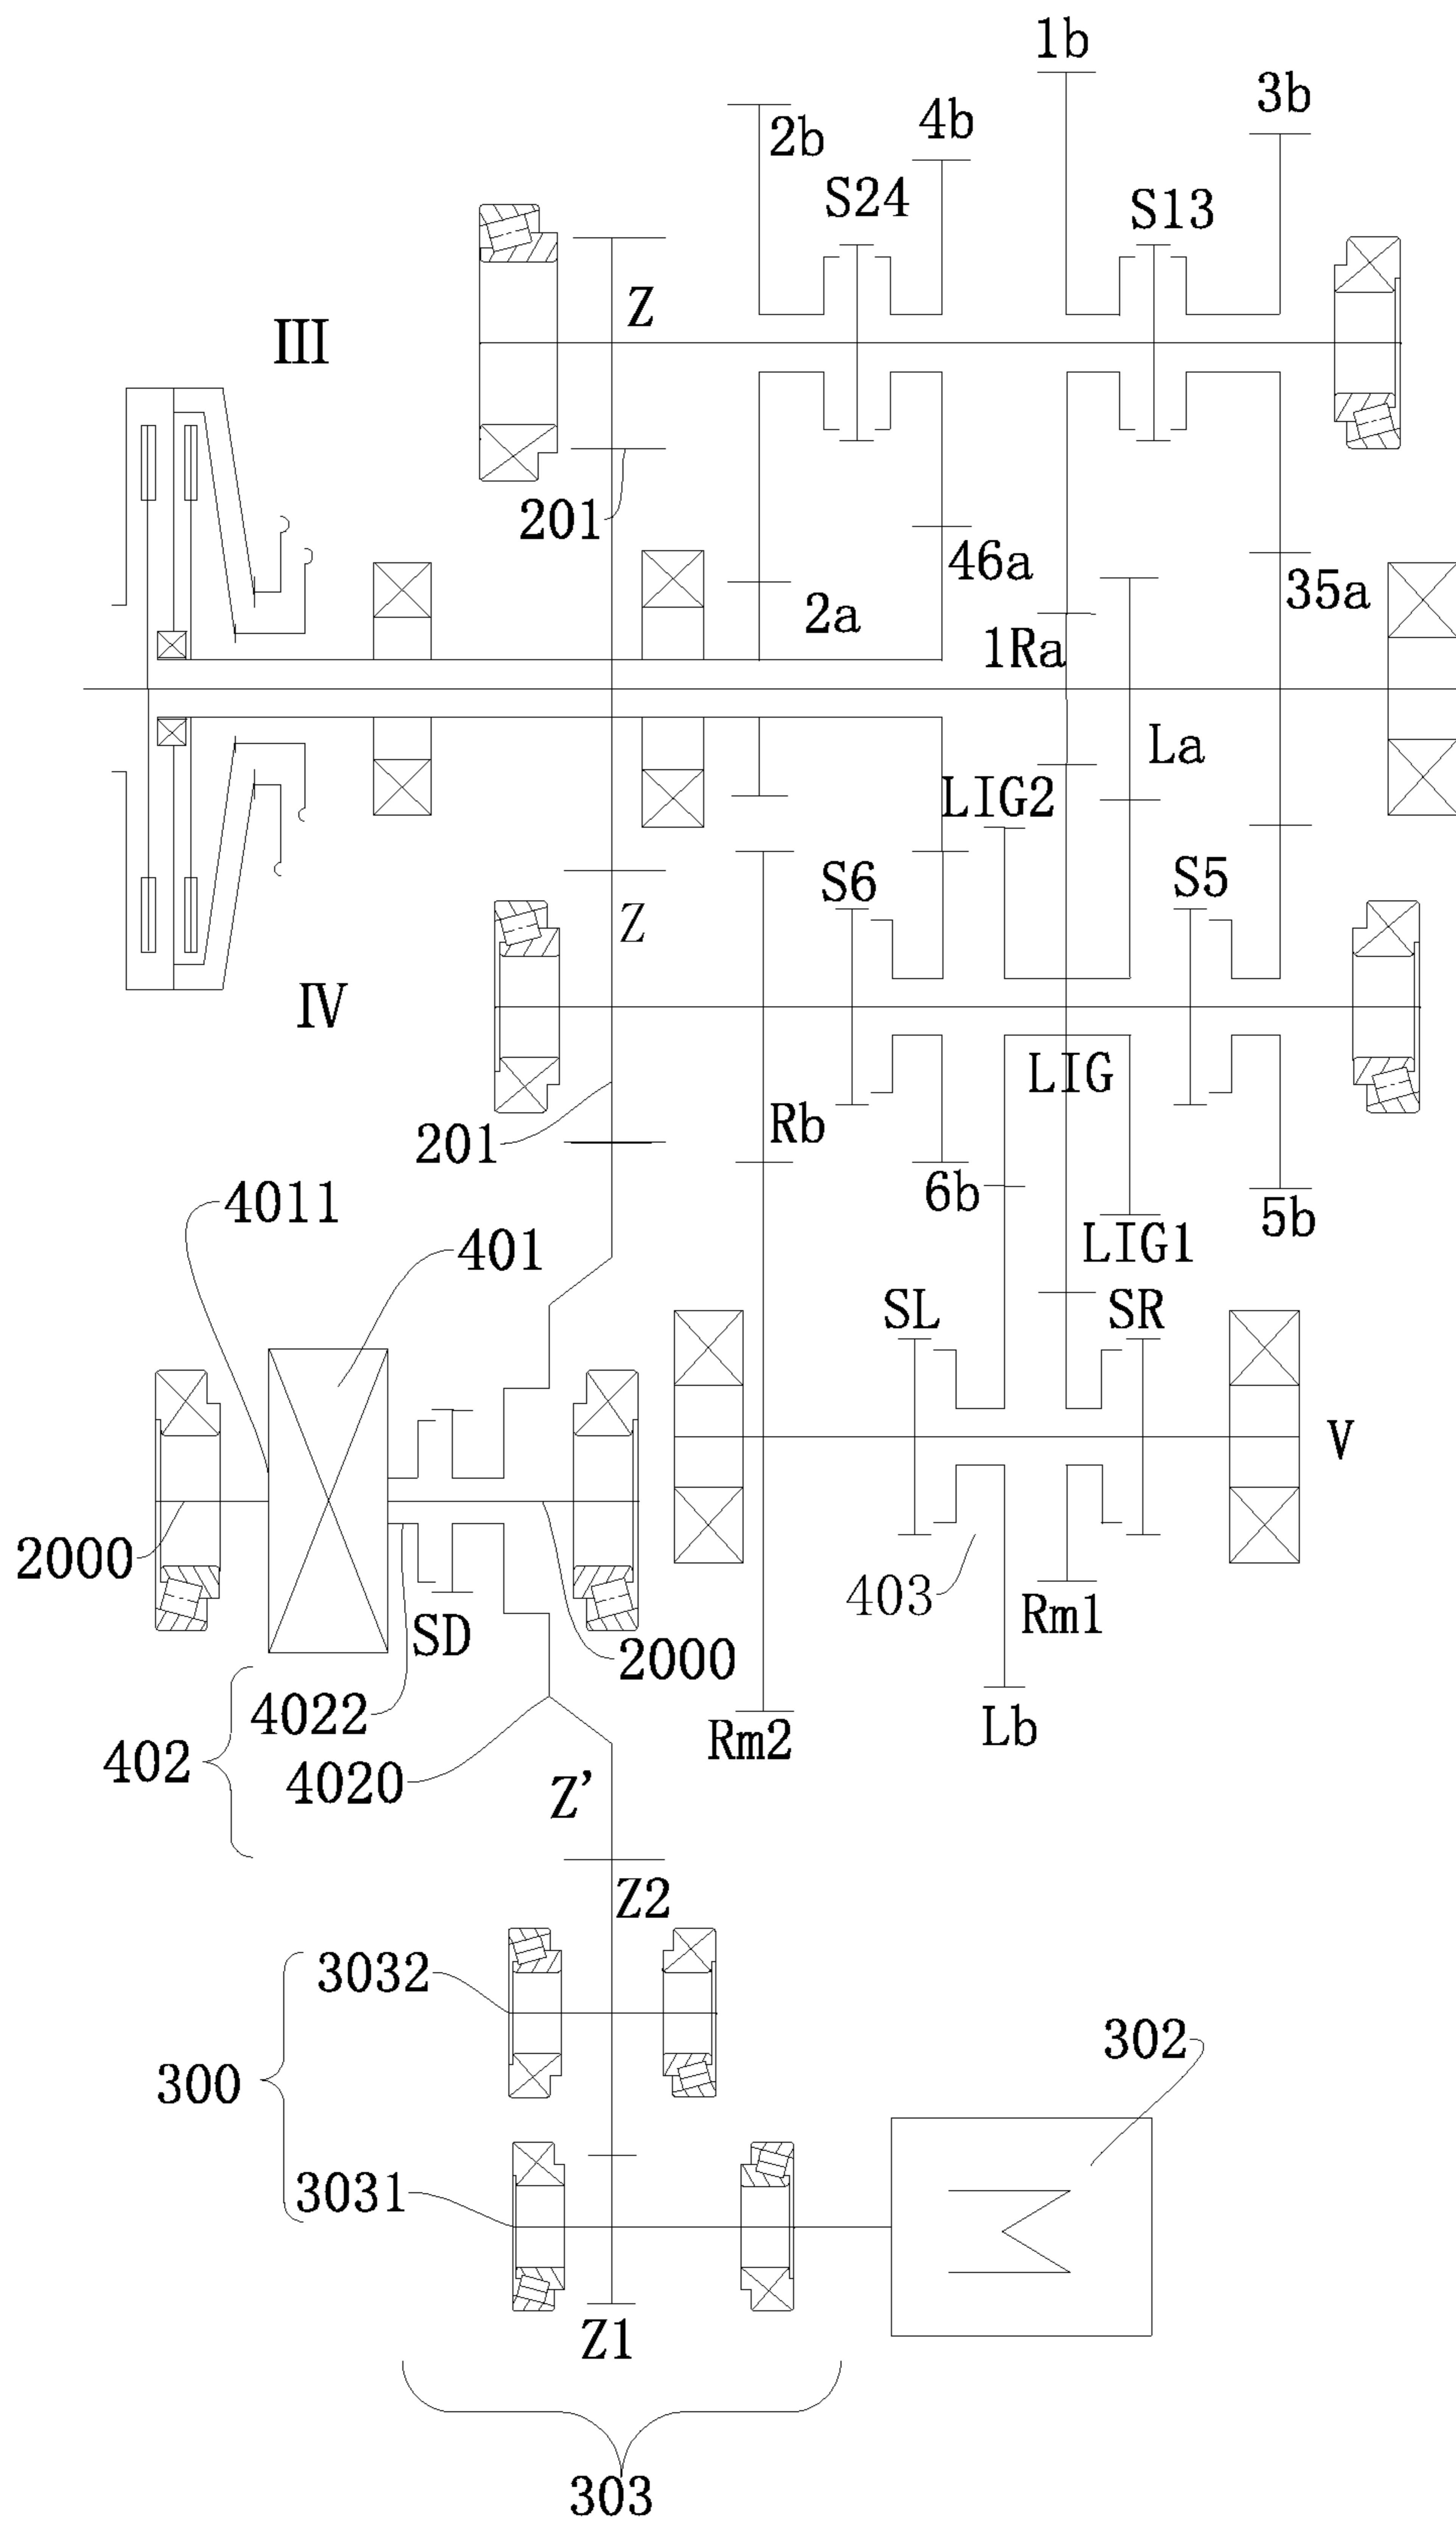 1b
3b
4b
2b
S24
S13
Z
III
201
46a
35a
2a
1Ra
La
LIG2
S6
S5
Z
IV
LIG
Rb
201
6b
4011
5b
LIG1
401
SL
SR
V
2000
403
Rm1
SD
2000
4022
Lb
Rm2
402
4020
Z'
Z2
3032
302
300
3031
M
Z1
303